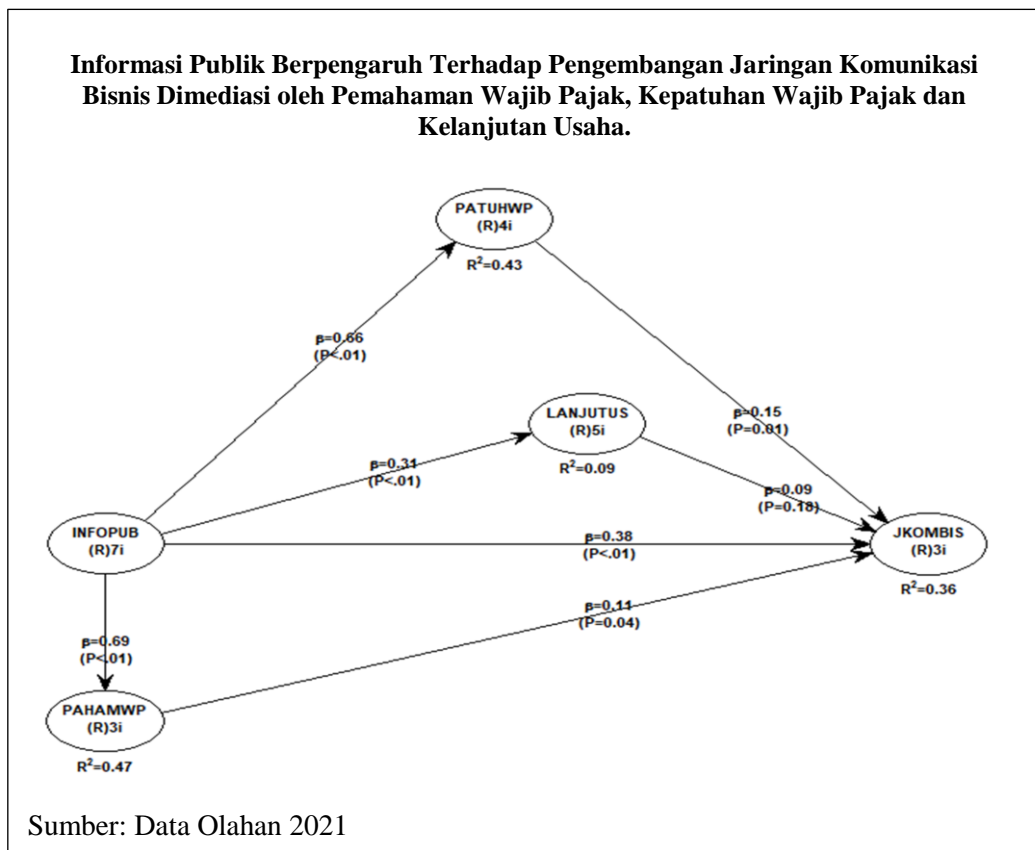 Informasi Publik Berpengaruh Terhadap Pengembangan Jaringan Komunikasi
Bisnis Dimediasi oleh Pemahaman Wajib Pajak, Kepatuhan Wajib Pajak dan
Kelanjutan Usaha.
PATUHWP
(R)4i
R²=0.43
β=0.66
(P<.01)
LANJUTUS
(R)5i
R²=0.09
β=0.15
(P=0.01)
β=0.31
(P<.01)
β=0.09
(P=0.18)
INFOPUB
(R)7i
β=0.38
(P<.01)
JKOMBIS
(R)3i
R²=0.36
β=0.11
(P=0.04)
β=0.69
(P<.01)
PAHAMWP
(R)3i
R²=0.47
Sumber: Data Olahan 2021